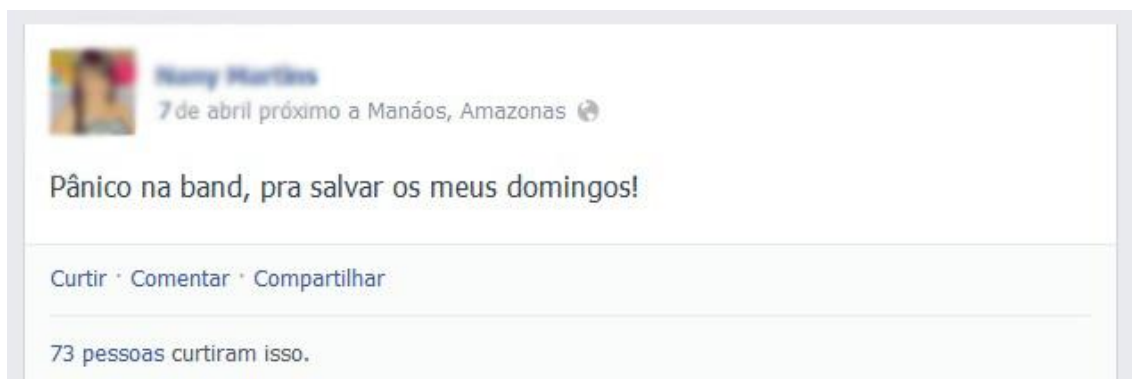 7 de abril próximo a Manáos, Amazonas
Pânico na band, pra salvar os meus domingos!
Curtir · Comentar · Compartilhar
73 pessoas curtiram isso.